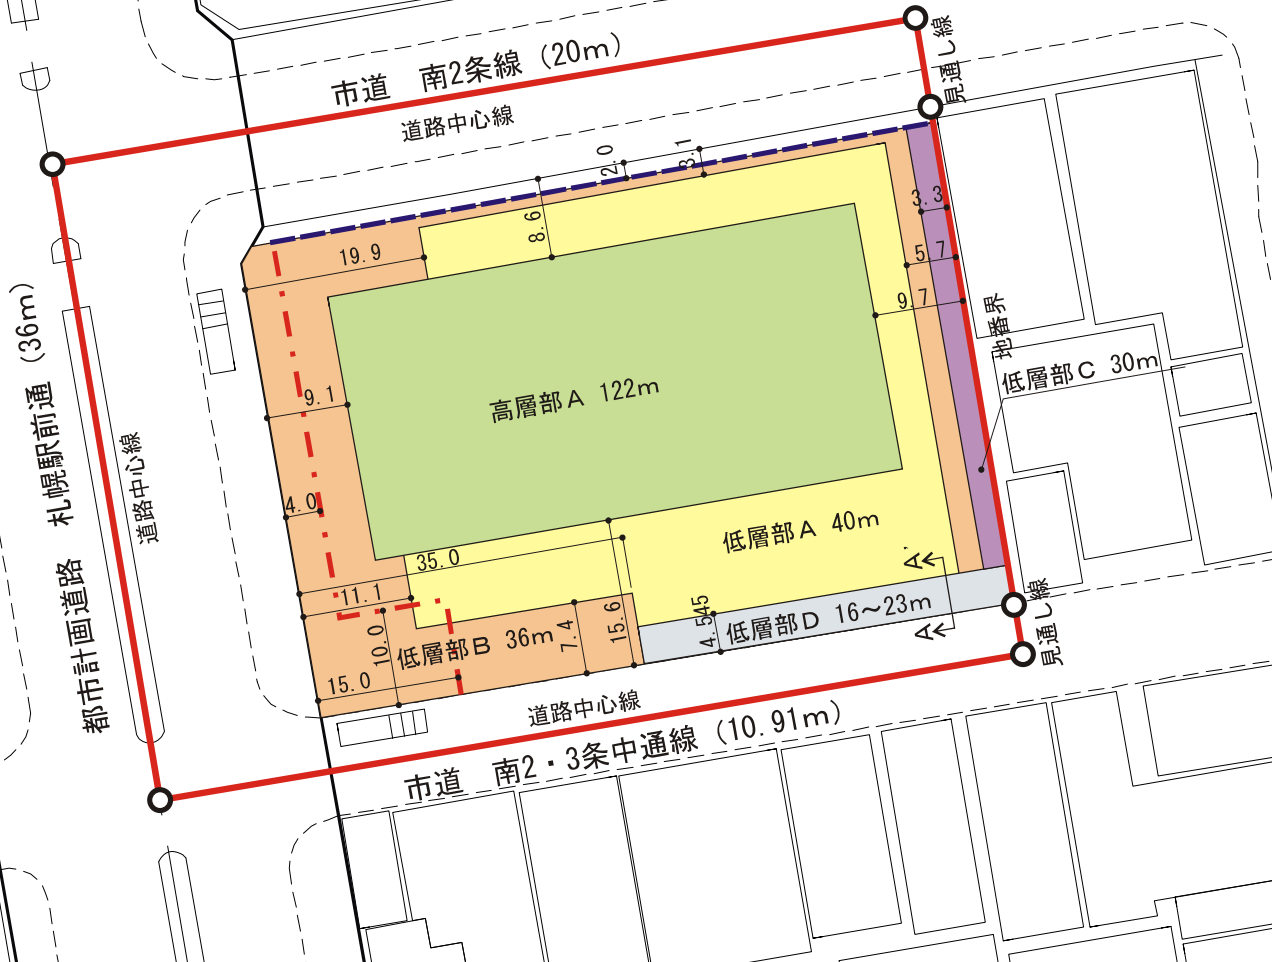 市道　南2条線（20m）
道路中心線
見通し線
2.0
3.1
8.6
19.9
3.3
5.7
9.7
地番界
低層部C 30m
高層部A 122m
9.1
4.0
都市計画道路　札幌駅前通（36m）
道路中心線
低層部A 40m
35.0
11.1
10.0
低層部B 36m
7.4
15.6
4.545
低層部D 16～23m
A
A
15.0
見通し線
道路中心線
市道　南2・3条中通線（10.91m）